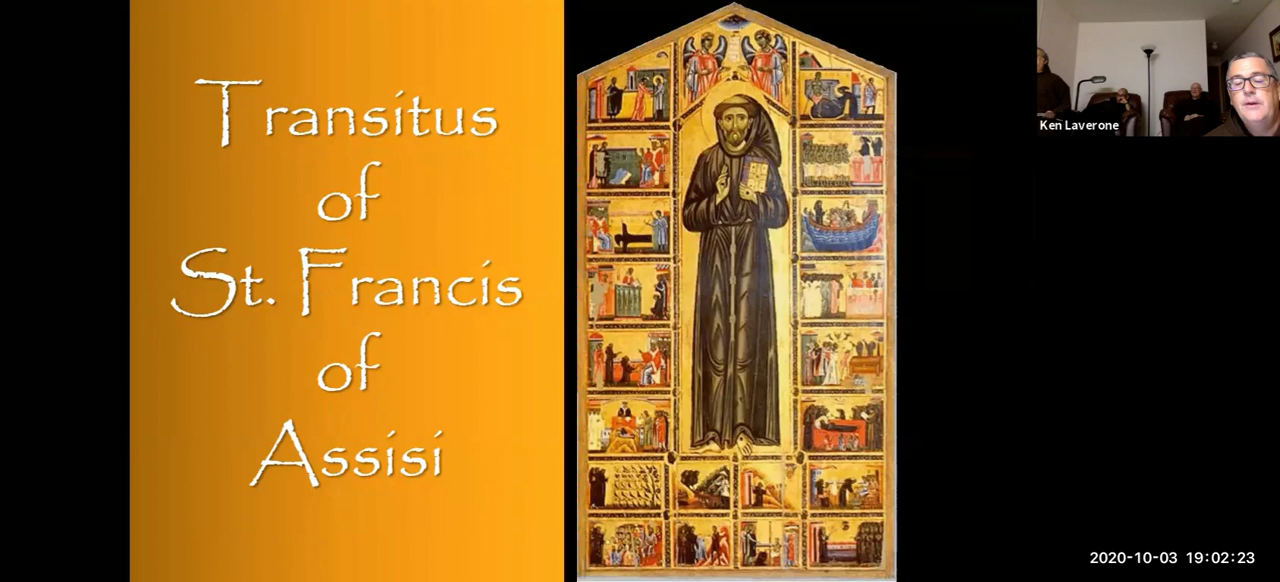 Transitus
of
St. Francis
of
Assisi
Ken Laverone
2020-10-03 19:02:23